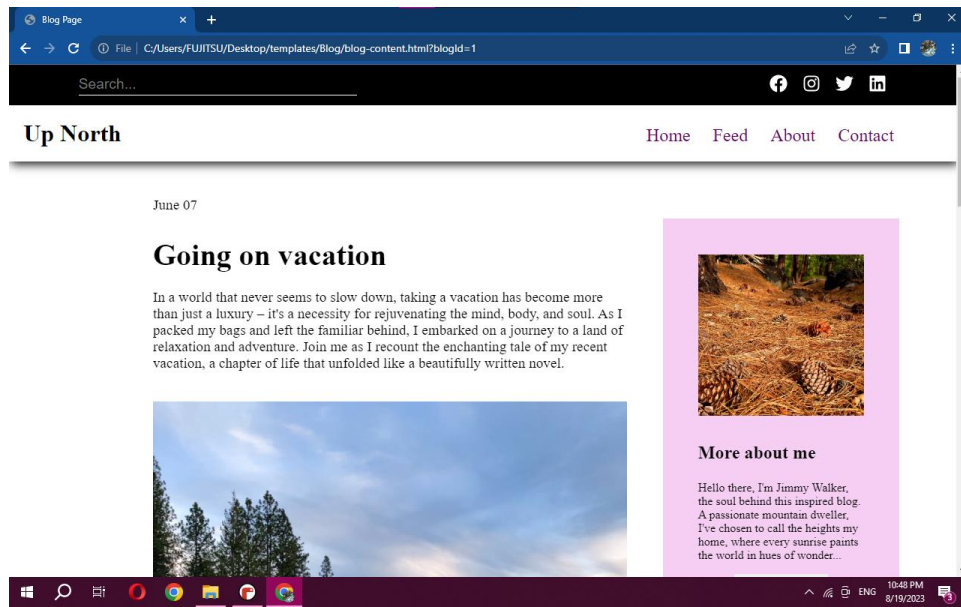 Blog Page
File | C:/Users/FUJITSU/Desktop/templates/Blog/blog-content.html?blogId=1
Search...
Up North
Home Feed About Contact
June 07
Going on vacation
In a world that never seems to slow down, taking a vacation has become more
than just a luxury – it's a necessity for rejuvenating the mind, body, and soul. As I
packed my bags and left the familiar behind, I embarked on a journey to a land of
relaxation and adventure. Join me as I recount the enchanting tale of my recent
vacation, a chapter of life that unfolded like a beautifully written novel.
More about me
Hello there, I'm Jimmy Walker,
the soul behind this inspired blog.
A passionate mountain dweller,
I've chosen to call the heights my
home, where every sunrise paints
the world in hues of wonder...
ENG
10:48 PM
8/19/2023
3